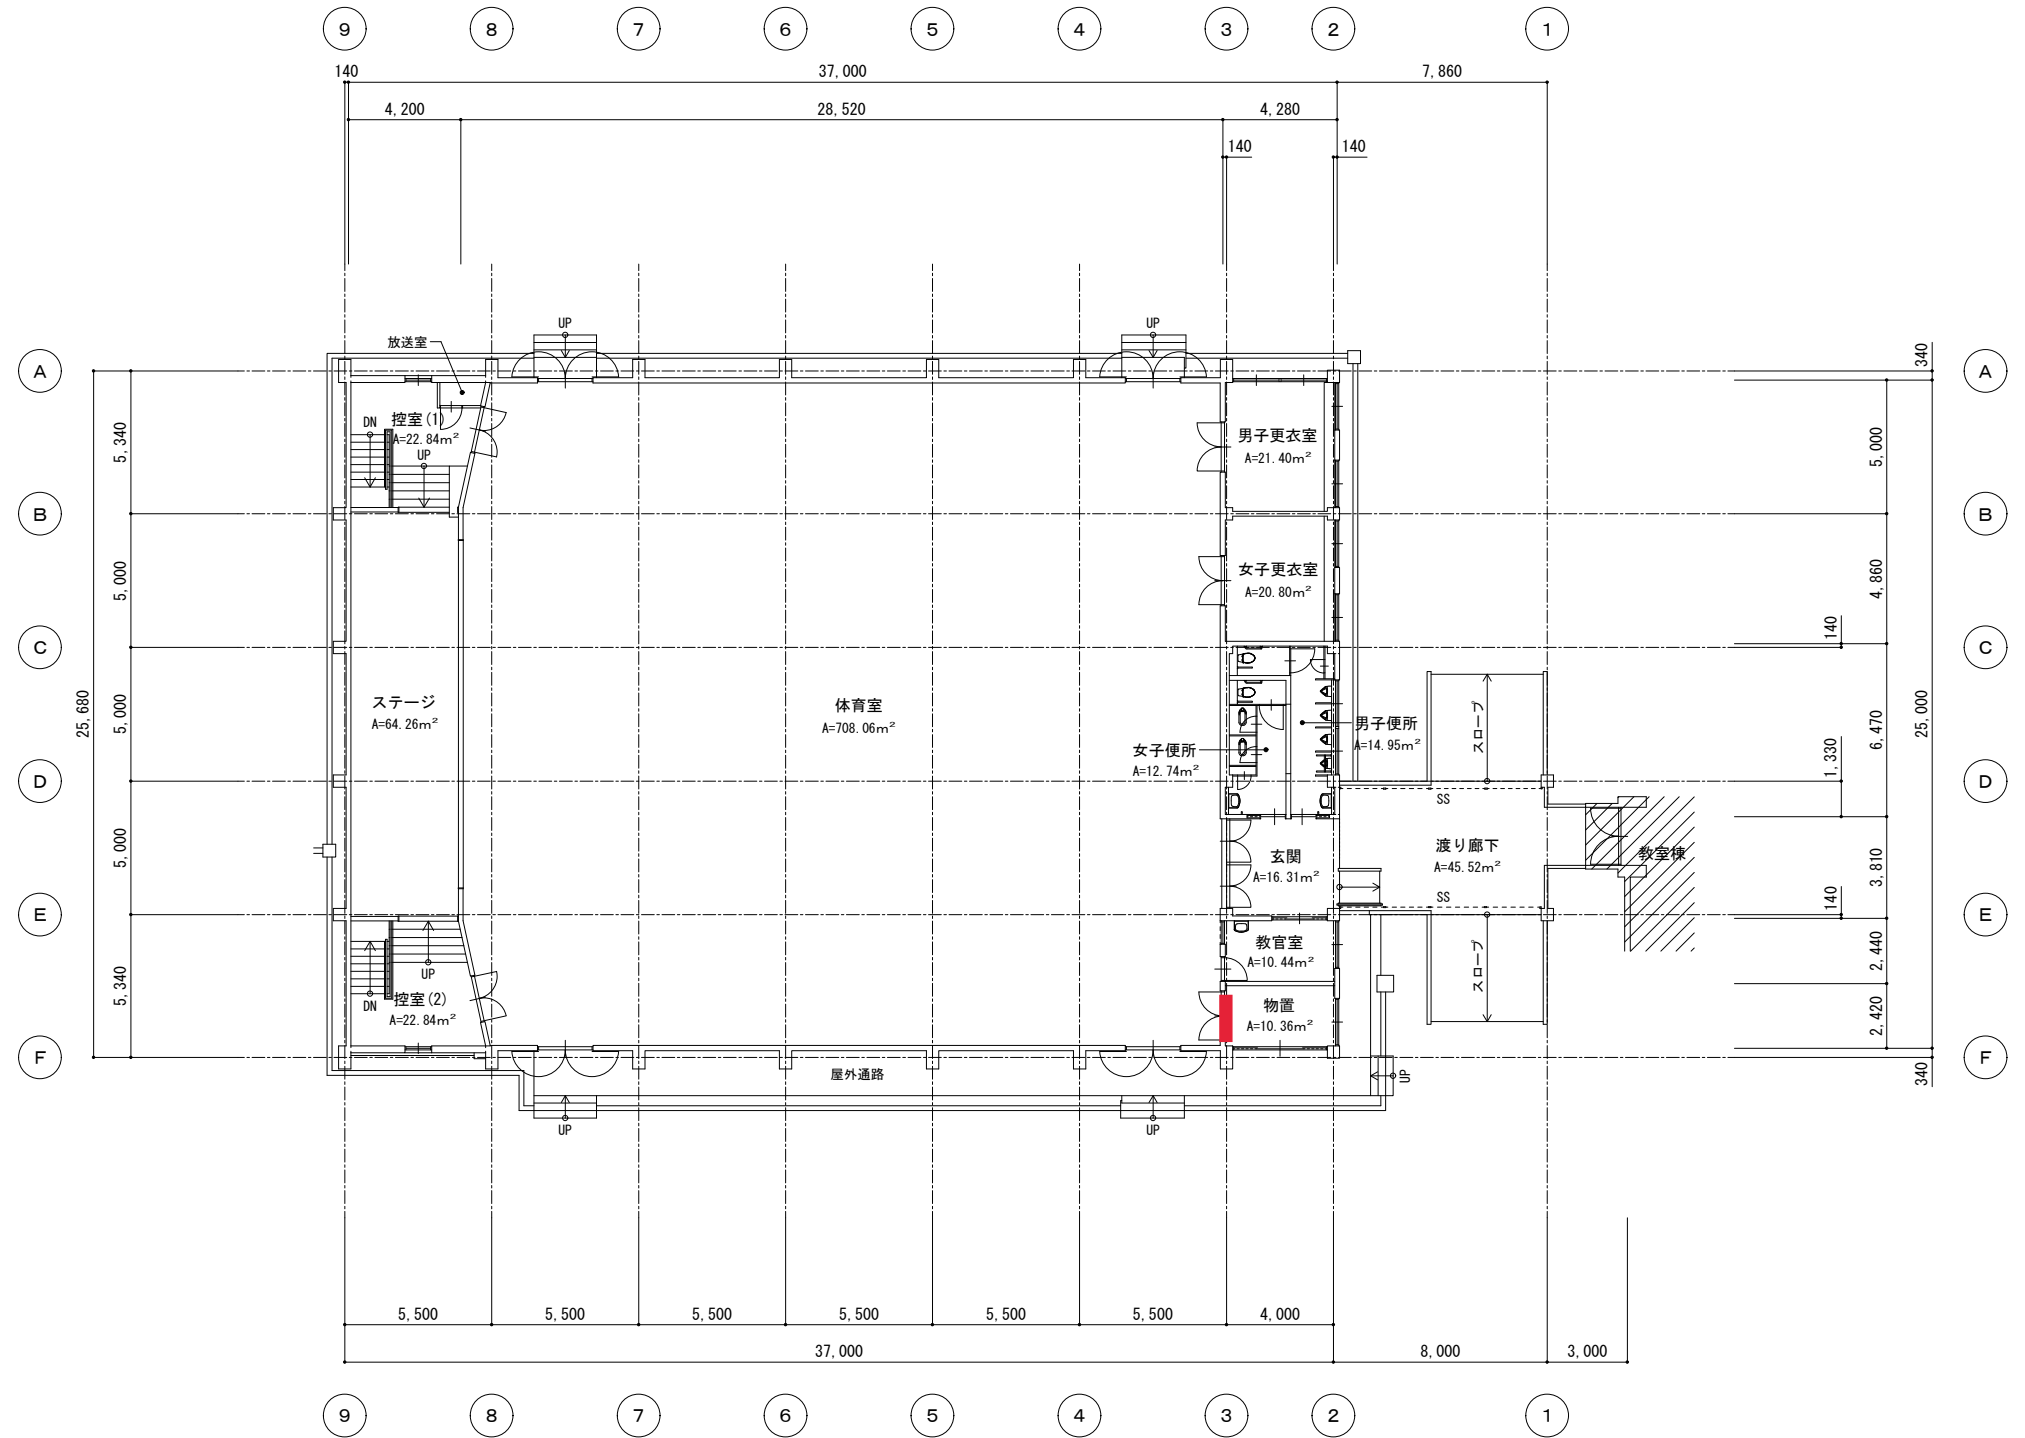 9 8 7 6 5 4 3 2 1
140 37,000 7,860
4,200 28,520 4,280
140 140
UP UP
放送室
A 340 A
控室(1)
A=22.84m²
DN
UP
5,340
男子更衣室
A=21.40m²
5,000
B B
5,000
女子更衣室
A=20.80m²
4,860
140
C C
25,680
5,000
ステージ
A=64.26m²
体育室
A=708.06m²
女子便所
A=12.74m²
男子便所
A=14.95m²
スロープ
6,470
25,000
1,330
D D
SS
5,000
玄関
A=16.31m²
渡り廊下
A=45.52m²
教室棟
3,810
SS
140
E E
教官室
A=10.44m²
スロープ
2,440
5,340
UP
DN
控室(2)
A=22.84m²
物置
A=10.36m²
2,420
F F
屋外通路
UP
340
UP UP
5,500 5,500 5,500 5,500 5,500 5,500 4,000
37,000 8,000 3,000
9 8 7 6 5 4 3 2 1